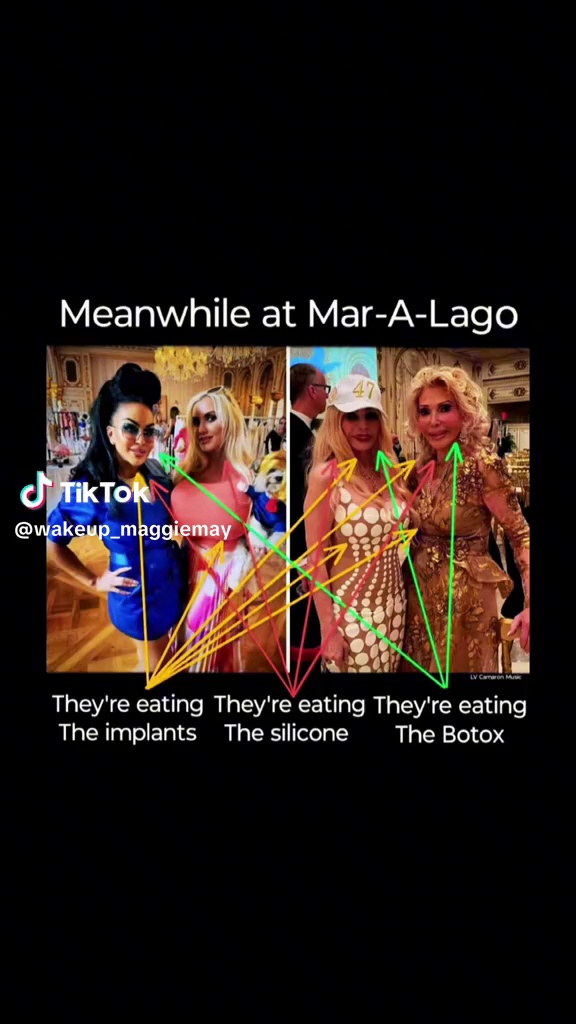 Meanwhile at Mar-A-Lago
47
TikTok
@wakeup_maggiemay
LV Camaron Music
They're eating The implants
They're eating The silicone
They're eating The Botox